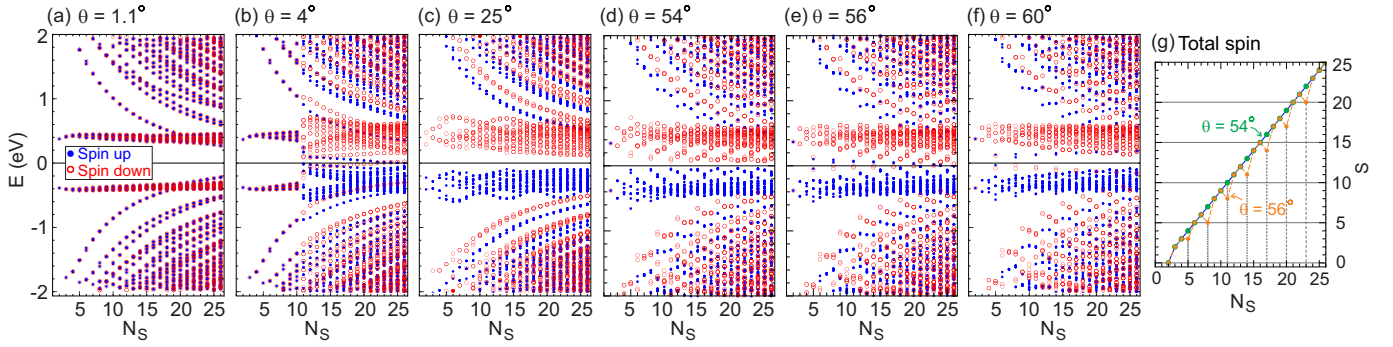 (a) θ = 1.1°
(b) θ = 4°
(c) θ = 25°
(d) θ = 54°
(e) θ = 56°
(f) θ = 60°
(g) Total spin
E (eV)
2
1
0
-1
-2
Spin up
Spin down
5 10 15 20 25
N_S
5 10 15 20 25
N_S
5 10 15 20 25
N_S
5 10 15 20 25
N_S
5 10 15 20 25
N_S
5 10 15 20 25
N_S
θ = 54°
θ = 56°
25
20
15
10
5
0
S
0 5 10 15 20 25
N_S